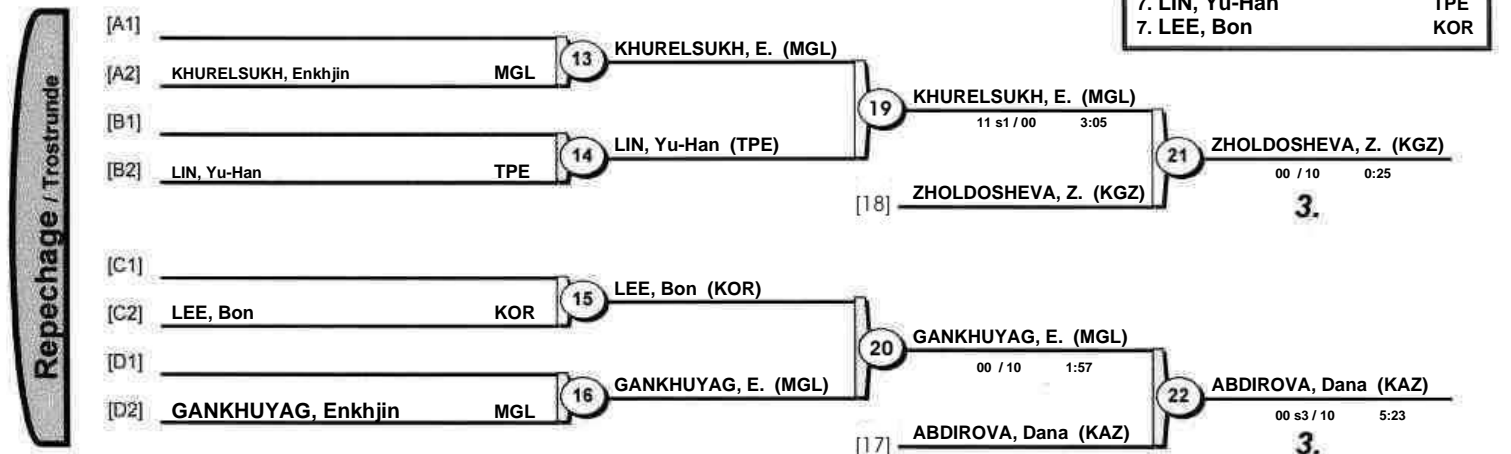 7. LIN, Yu-Han TPE
7. LEE, Bon KOR
Repechage / Trostrunde
[A1]
[A2] KHURELSUKH, Enkhjin MGL
13
KHURELSUKH, E. (MGL)
[B1]
[B2] LIN, Yu-Han TPE
14
LIN, Yu-Han (TPE)
19
KHURELSUKH, E. (MGL)
11 s1 / 00 3:05
[18] ZHOLDOSHEVA, Z. (KGZ)
21
ZHOLDOSHEVA, Z. (KGZ)
00 / 10 0:25
3.
[C1]
[C2] LEE, Bon KOR
15
LEE, Bon (KOR)
[D1]
[D2] GANKHUYAG, Enkhjin MGL
16
GANKHUYAG, E. (MGL)
20
GANKHUYAG, E. (MGL)
00 / 10 1:57
[17] ABDIROVA, Dana (KAZ)
22
ABDIROVA, Dana (KAZ)
00 s3 / 10 5:23
3.